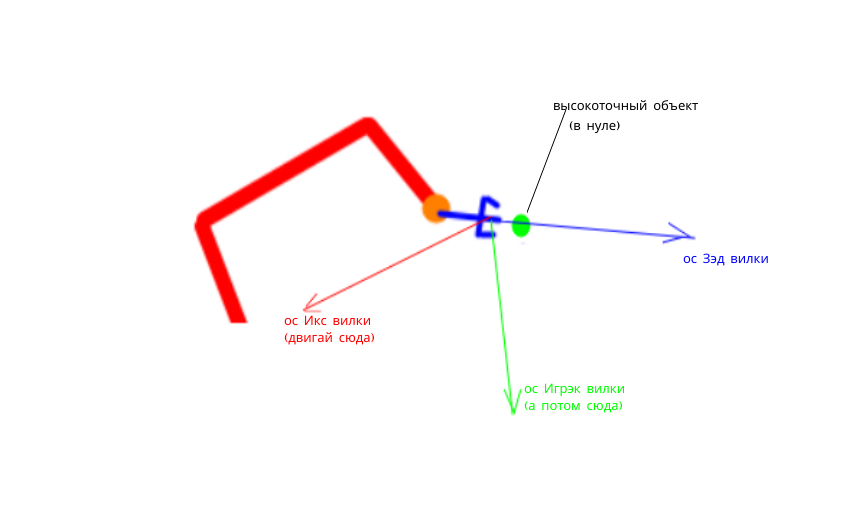 высокоточный объект
(в нуле)
ос Зэд вилки
ос Икс вилки
(двигай сюда)
ос Игрэк вилки
(а потом сюда)